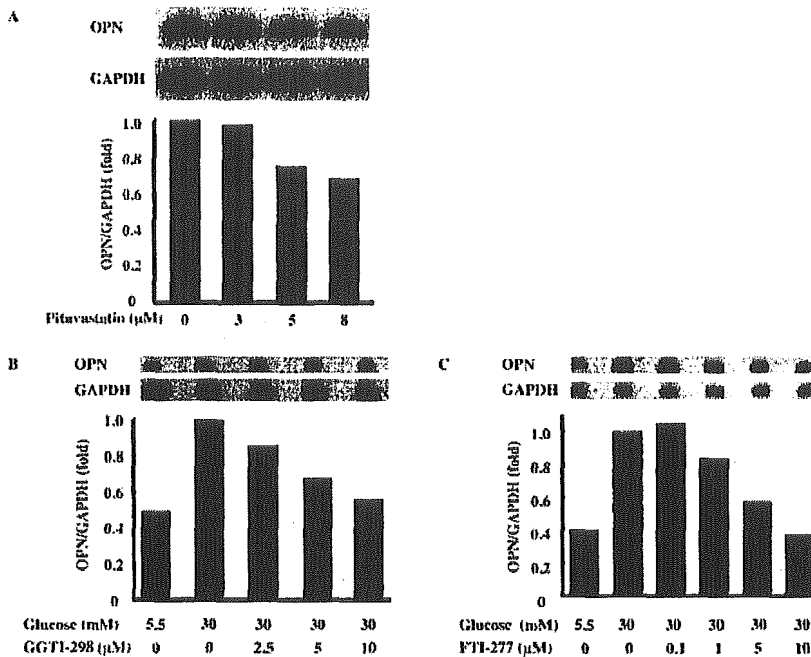 A
OPN
GAPDH
OPN/GAPDH (fold)
1.0
0.8
0.6
0.4
0.2
0
Pitavastatin (µM) 0 3 5 8
B
OPN
GAPDH
OPN/GAPDH (fold)
1.0
0.8
0.6
0.4
0.2
0
Glucose (mM) 5.5 30 30 30 30
GGTI-298 (µM) 0 0 2.5 5 10
C
OPN
GAPDH
OPN/GAPDH (fold)
1.0
0.8
0.6
0.4
0.2
0
Glucose (mM) 5.5 30 30 30 30 30
FTI-277 (µM) 0 0 0.1 1 5 10